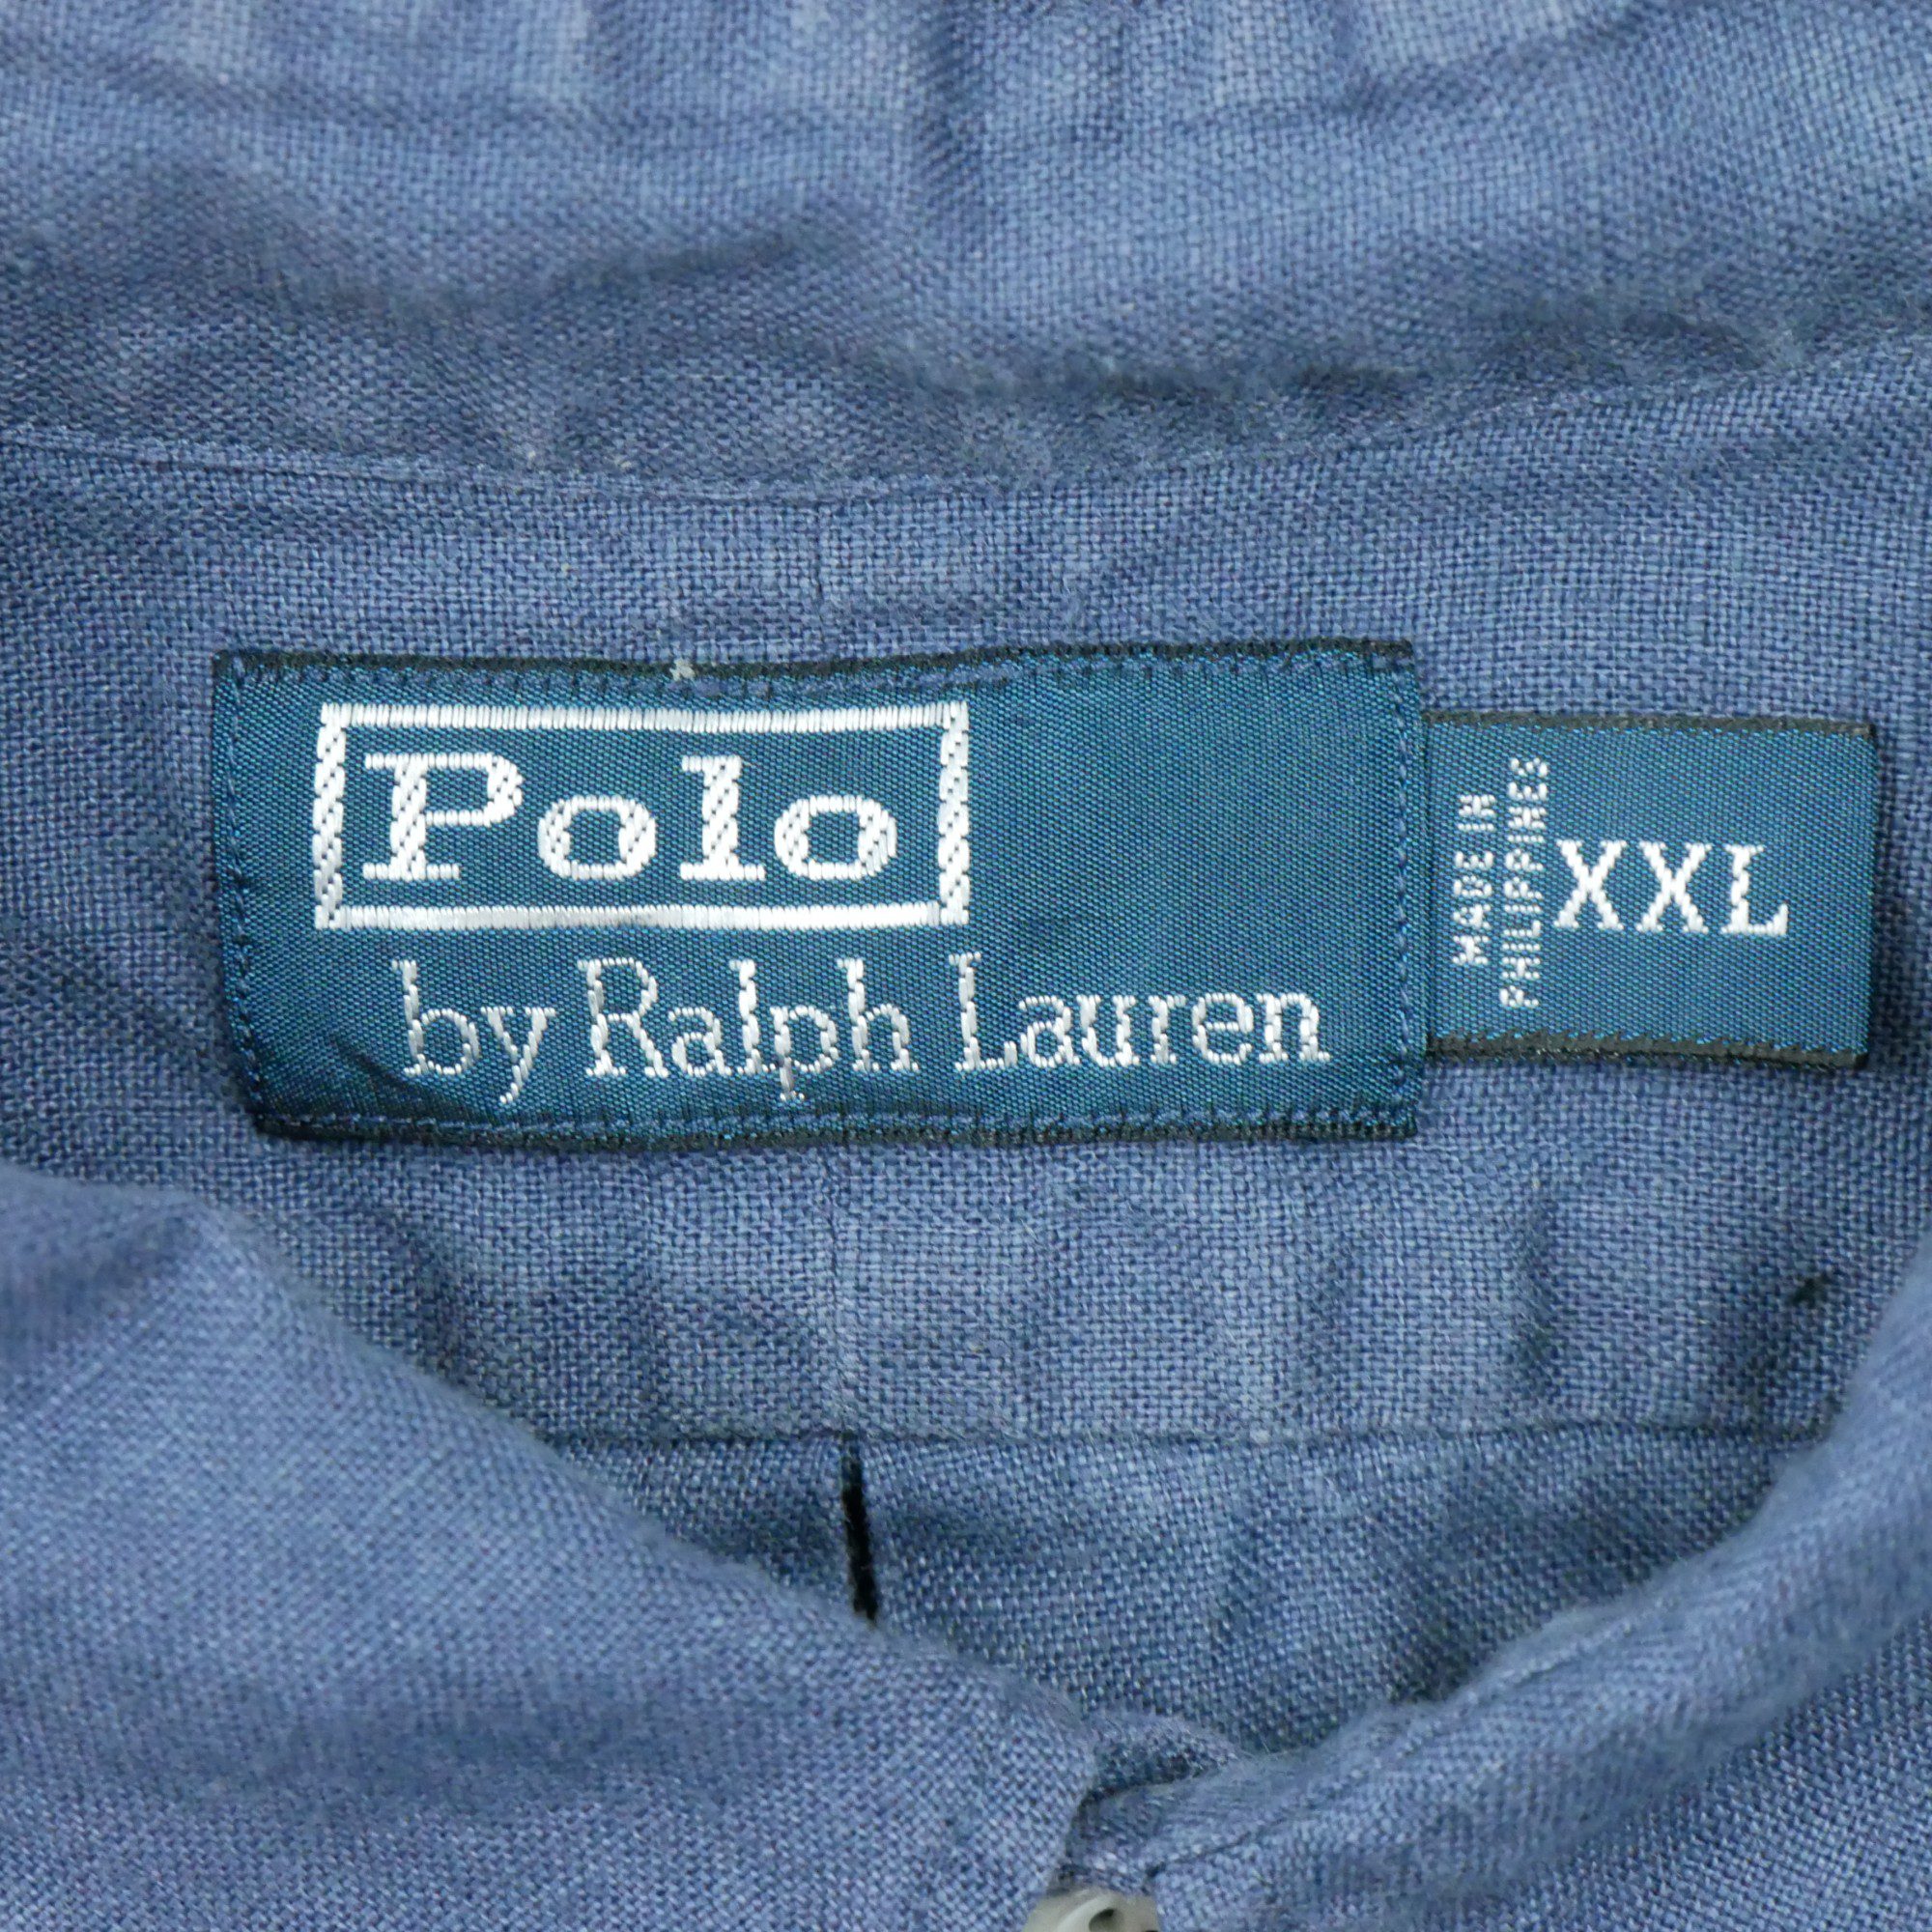 Polo
by Ralph Lauren
MADE IN
PHILIPPINES
XXL